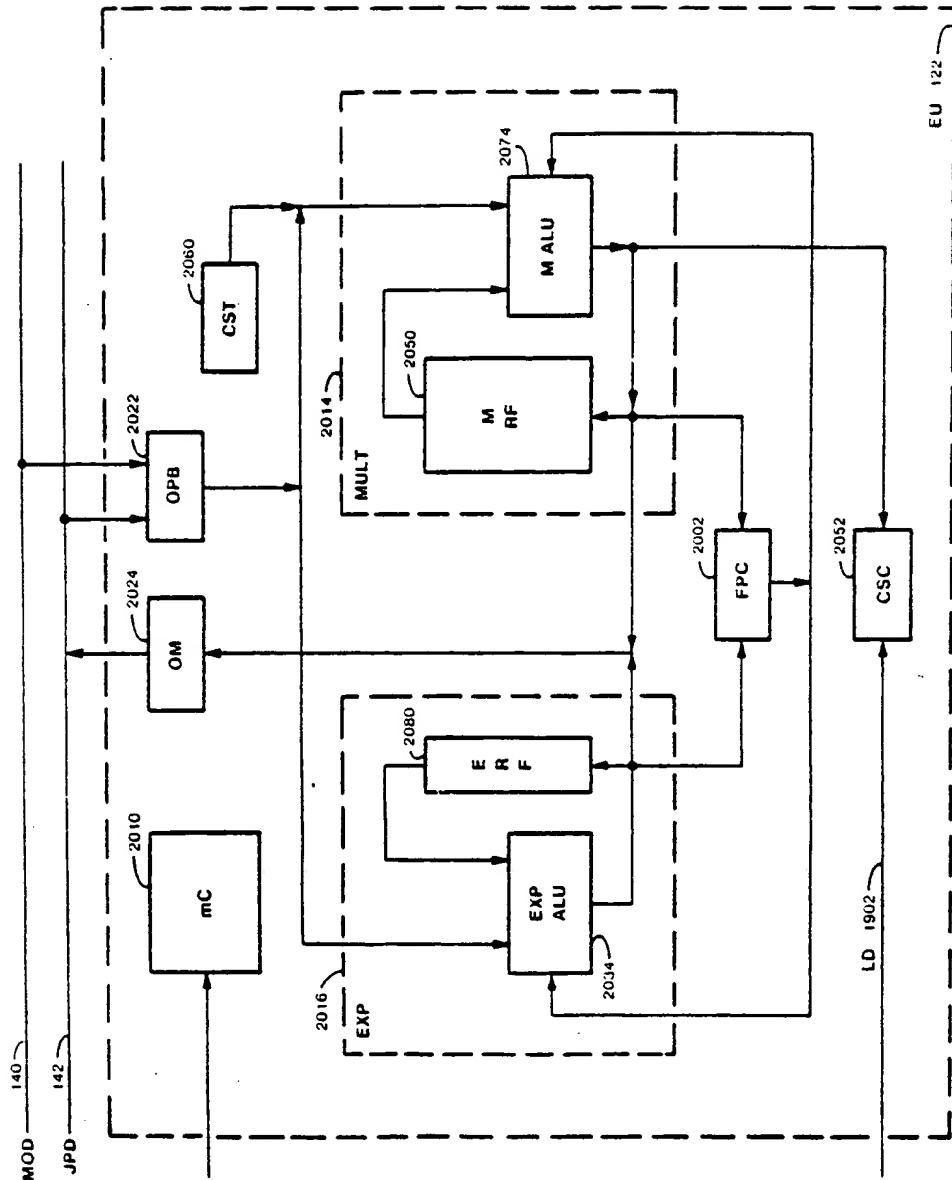 MOD
140
JPD
142
mC
2010
OM
2024
OPB
2022
CST
2060
EXP
2016
EXP
ALU
2034
E
R
F
2080
MULT
2014
M
RF
2050
M ALU
2074
FPC
2002
CSC
2052
LD 1902
EU 122